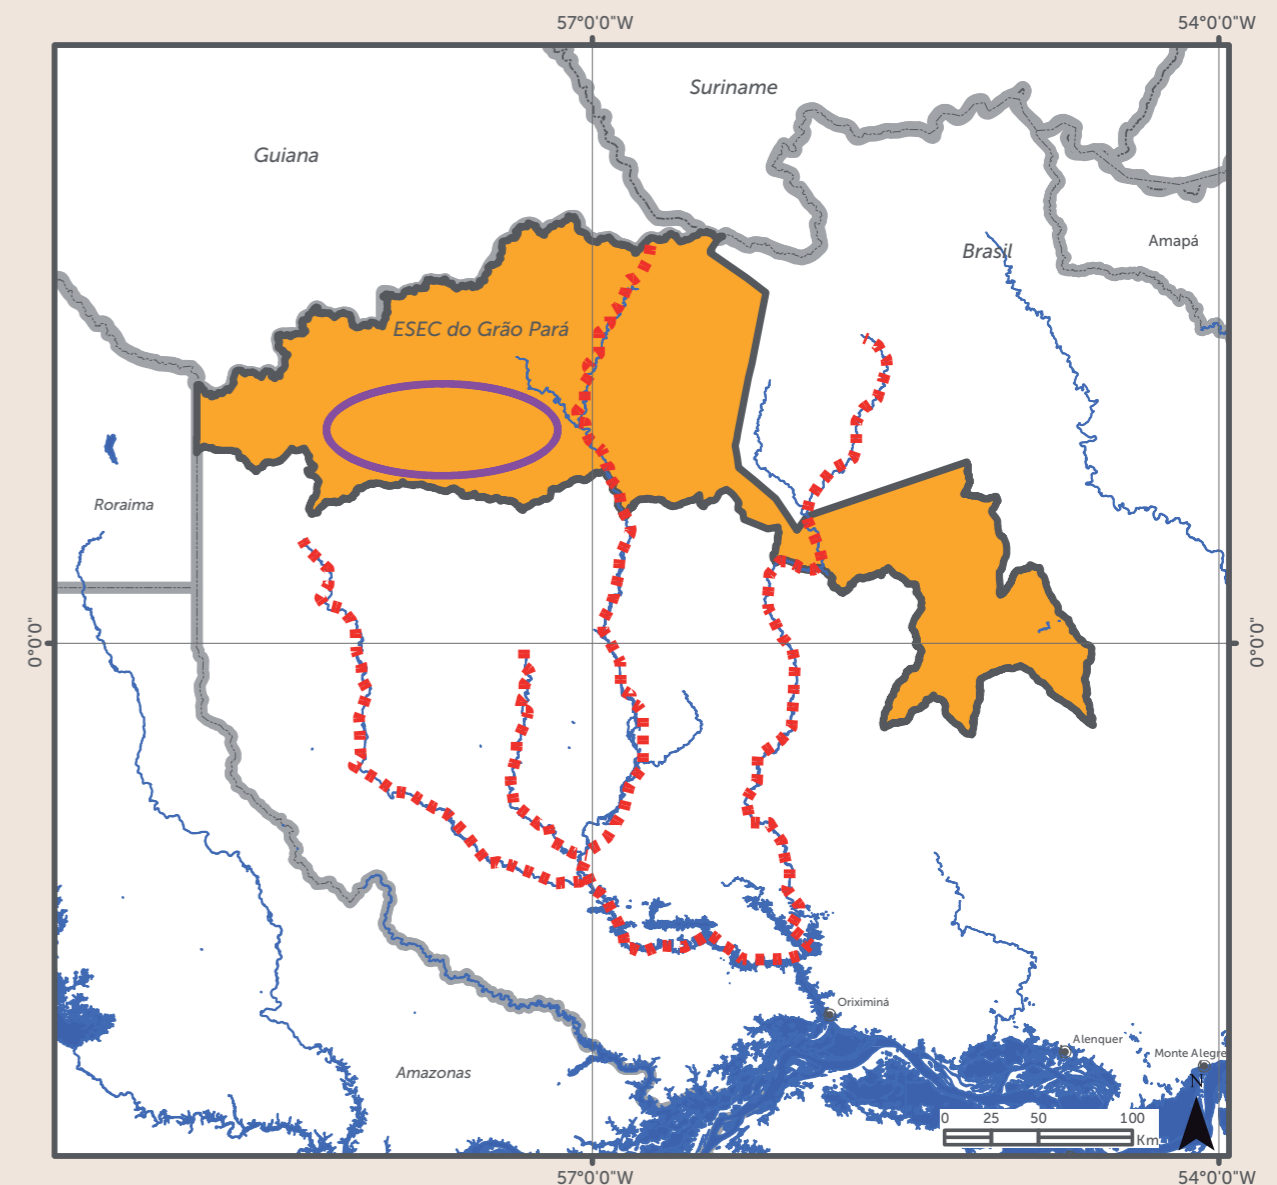 57°0'0"W
54°0'0"W
Suriname
Guiana
Amapá
Brasil
ESEC do Grão Pará
Roraima
0°0'0"
0°0'0"
Oriximiná
Alenquer
Monte Alegre
Amazonas
N
0 25 50 100
Km
57°0'0"W
54°0'0"W